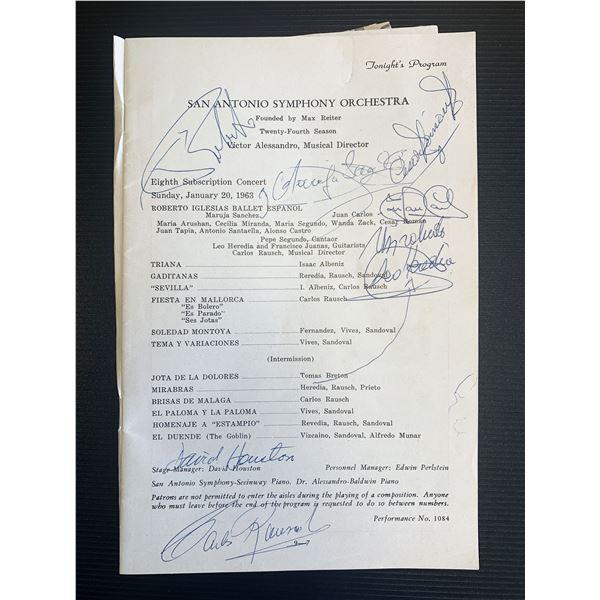 Tonight's Program
SAN ANTONIO SYMPHONY ORCHESTRA
Founded by Max Reiter
Twenty-Fourth Season
Victor Alessandro, Musical Director
Eighth Subscription Concert
Sunday, January 20, 1963
ROBERTO IGLESIAS BALLET ESPANOL
Maruja Sanchez Juan Carlos
Maria Arushan, Cecilia Miranda, Maria Segundo, Wanda Zack, Cesar Roman
Juan Tapia, Antonio Santaella, Alonso Castro
Pepe Segundo, Cantaor
Leo Heredia and Francisco Juanas, Guitarists
Carlos Rausch, Musical Director
TRIANA Isaac Albeniz
GADITANAS Heredia, Rausch, Sandoval
"SEVILLA" I. Albeniz, Carlos Rausch
FIESTA EN MALLORCA Carlos Rausch
"Es Bolero"
"Es Parado"
"Ses Jotas"
SOLEDAD MONTOYA Fernandez, Vives, Sandoval
TEMA Y VARIACIONES Vives, Sandoval
(Intermission)
JOTA DE LA DOLORES Tomas Breton
MIRABRAS Heredia, Rausch, Prieto
BRISAS DE MALAGA Carlos Rausch
EL PALOMO Y LA PALOMA Vives, Sandoval
HOMENAJE A "ESTAMPIO" Revedia, Rausch, Sandoval
EL DUENDE (The Goblin) Vizcaino, Sandoval, Alfredo Munar
David Houston
Stage Manager: David Houston Personnel Manager: Edwin Perlstein
San Antonio Symphony-Steinway Piano, Dr. Alessandro-Baldwin Piano
Patrons are not permitted to enter the aisles during the playing of a composition. Anyone
who must leave before the end of the program is requested to do so between numbers.
Performance No. 1084
Carlos Rausch